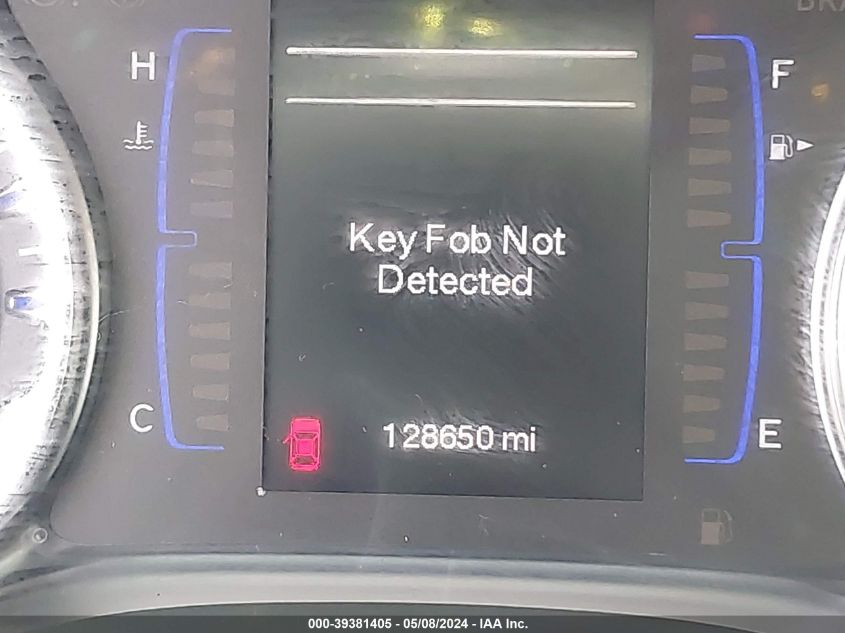 H
F
Key Fob Not
Detected
C
128650 mi
E
000-39381405 - 05/08/2024 - IAA Inc.